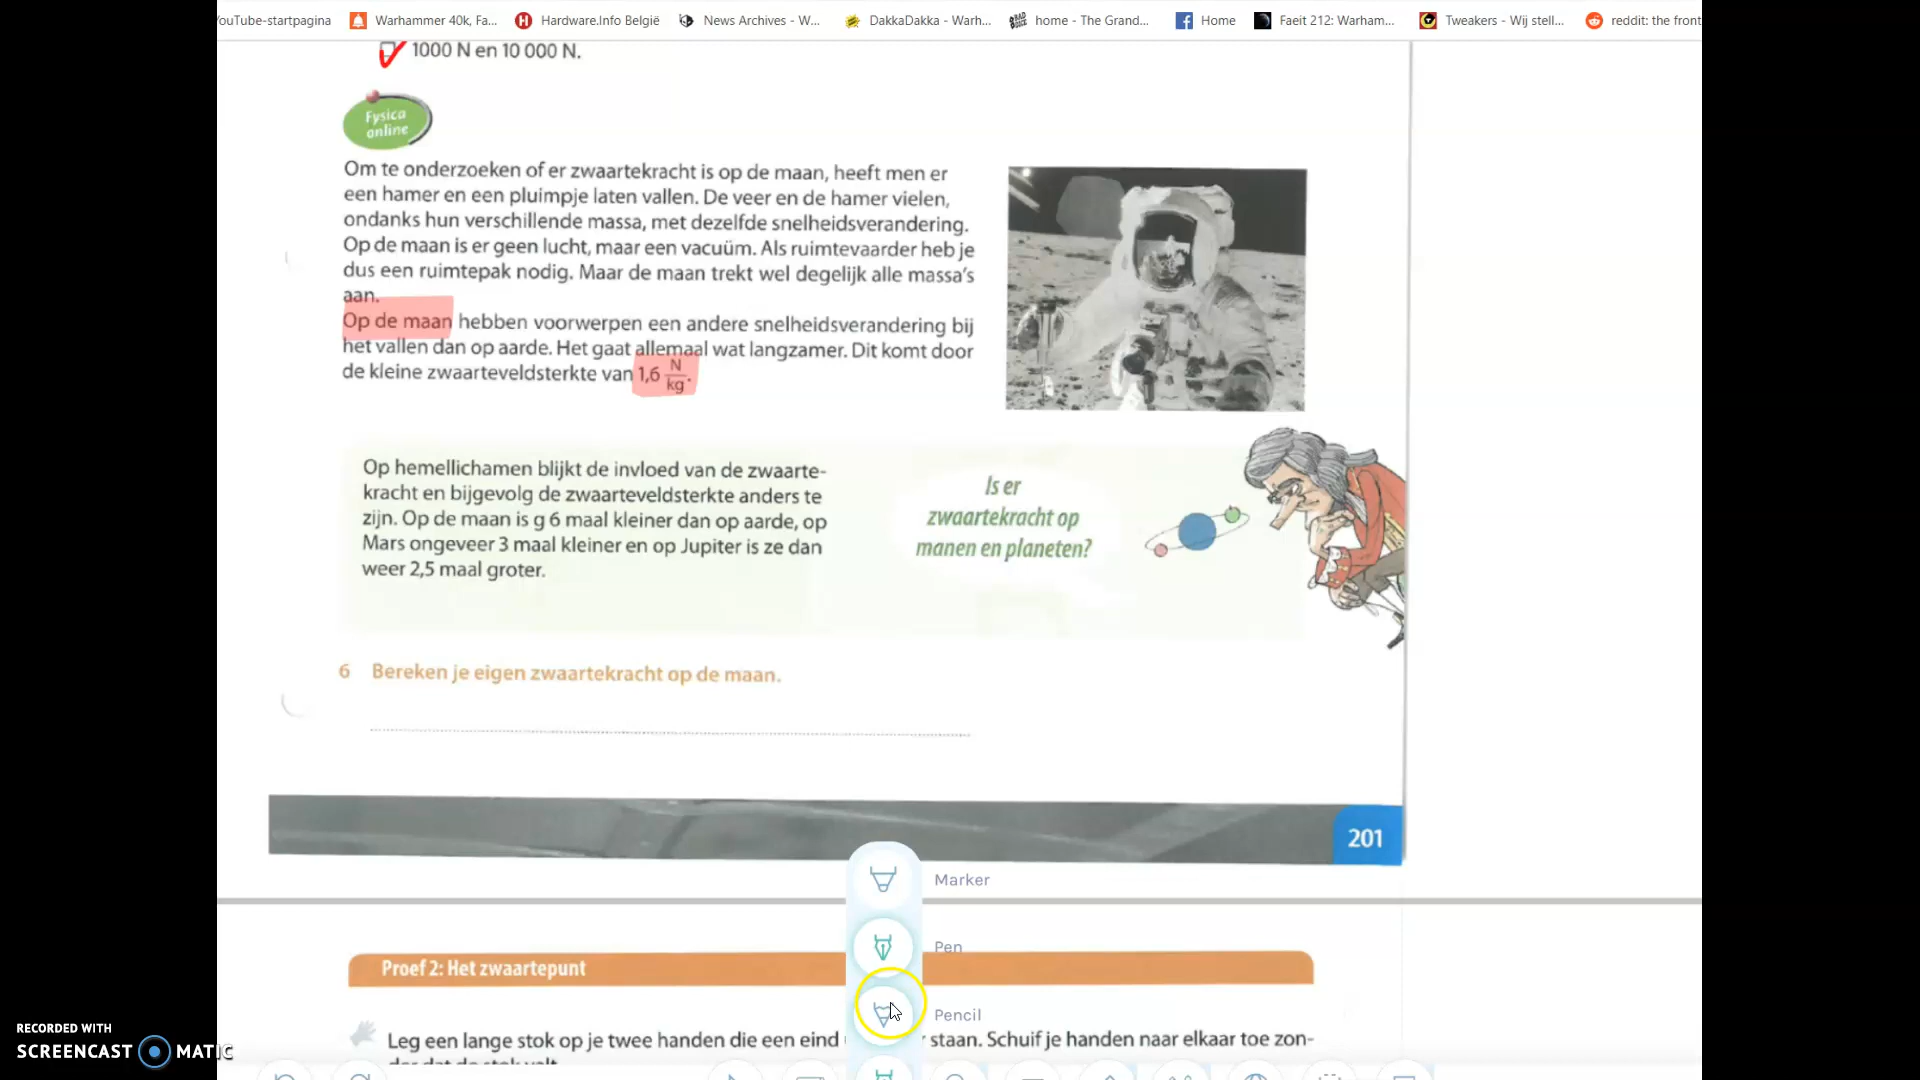 YouTube-startpagina
Warhammer 40k, Fa...
Hardware.Info België
News Archives - W...
DakkaDakka - Warh...
home - The Grand...
Home
Faeit 212: Warham...
Tweakers - Wij stell...
reddit: the front
1000 N en 10 000 N.
Fysica
online
Om te onderzoeken of er zwaartekracht is op de maan, heeft men er
een hamer en een pluimpje laten vallen. De veer en de hamer vielen,
ondanks hun verschillende massa, met dezelfde snelheidsverandering.
Op de maan is er geen lucht, maar een vacuüm. Als ruimtevaarder heb je
dus een ruimtepak nodig. Maar de maan trekt wel degelijk alle massa's
aan.
Op de maan hebben voorwerpen een andere snelheidsverandering bij
het vallen dan op aarde. Het gaat allemaal wat langzamer. Dit komt door
de kleine zwaarteveldsterkte van 1,6 N/kg.
Op hemellichamen blijkt de invloed van de zwaarte-
kracht en bijgevolg de zwaarteveldsterkte anders te
zijn. Op de maan is g 6 maal kleiner dan op aarde, op
Mars ongeveer 3 maal kleiner en op Jupiter is ze dan
weer 2,5 maal groter.
Is er
zwaartekracht op
manen en planeten?
6 Bereken je eigen zwaartekracht op de maan.
201
Marker
Pen
Pencil
Proef 2: Het zwaartepunt
Leg een lange stok op je twee handen die een eind staan. Schuif je handen naar elkaar toe zon-
der dat de stok valt.
RECORDED WITH
SCREENCAST MATIC